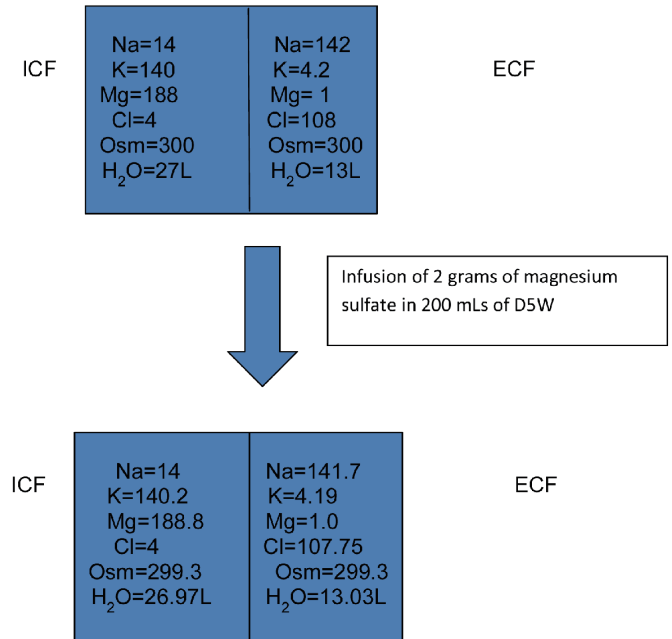 ICF
Na=14
K=140
Mg=188
Cl=4
Osm=300
H₂O=27L
Na=142
K=4.2
Mg= 1
Cl=108
Osm=300
H₂O=13L
ECF
Infusion of 2 grams of magnesium
sulfate in 200 mLs of D5W
ICF
Na=14
K=140.2
Mg=188.8
Cl=4
Osm=299.3
H₂O=26.97L
Na=141.7
K=4.19
Mg=1.0
Cl=107.75
Osm=299.3
H₂O=13.03L
ECF